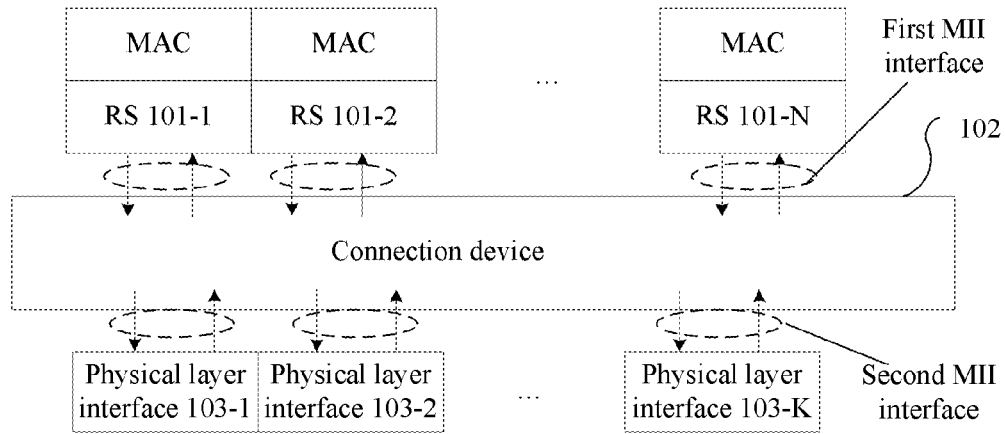 MAC
MAC
...
MAC
First MII
interface
RS 101-1
RS 101-2
RS 101-N
102
Connection device
Physical layer
interface 103-1
Physical layer
interface 103-2
...
Physical layer
interface 103-K
Second MII
interface